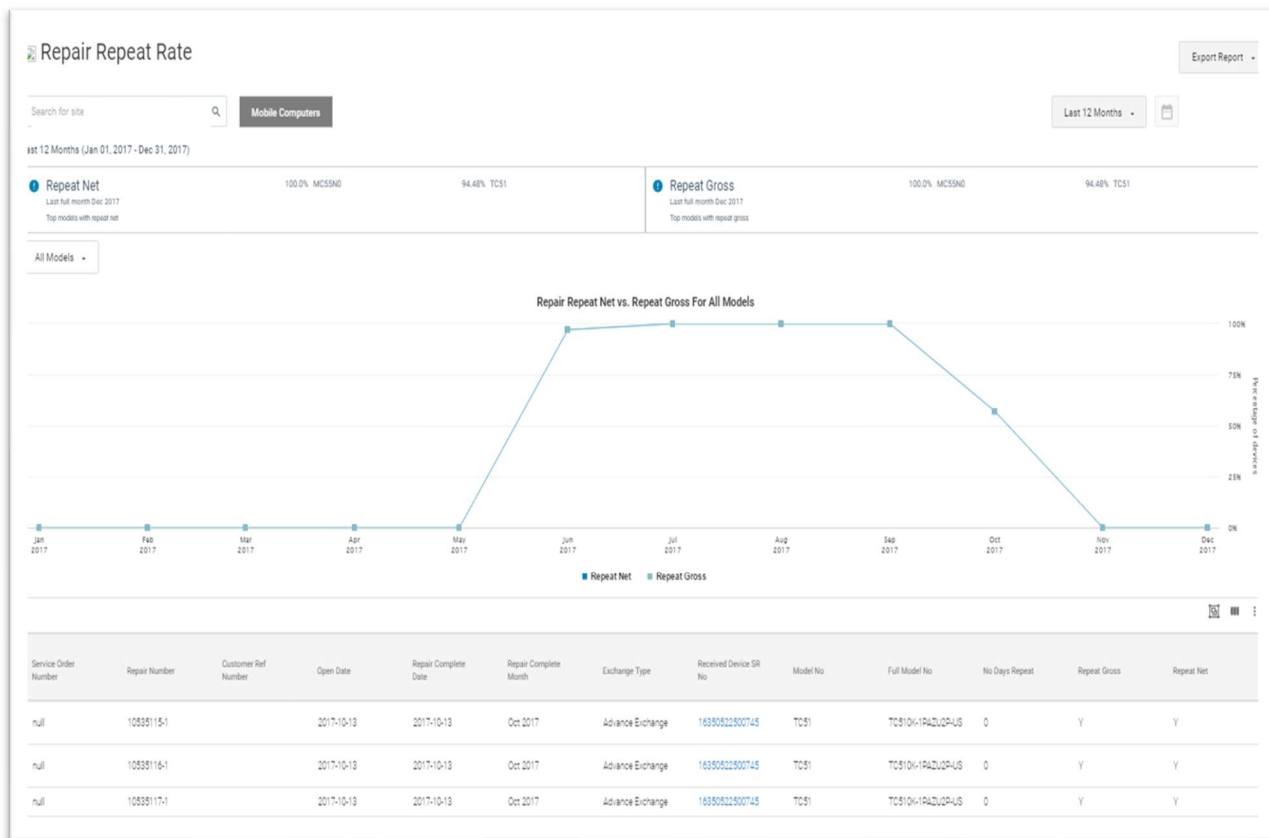 Repair Repeat Rate
Export Report
Search for site
Mobile Computers
Last 12 Months
ast 12 Months (Jan 01, 2017 - Dec 31, 2017)
Repeat Net 100.0% MC55N0 94.48% TC51
Last full month Dec 2017
Top models with repeat net
Repeat Gross 100.0% MC55N0 94.48% TC51
Last full month Dec 2017
Top models with repeat gross
All Models
Repair Repeat Net vs. Repeat Gross For All Models
100%
75%
50%
25%
0%
Percentage of devices
Jan 2017 Feb 2017 Mar 2017 Apr 2017 May 2017 Jun 2017 Jul 2017 Aug 2017 Sep 2017 Oct 2017 Nov 2017 Dec 2017
Repeat Net Repeat Gross
Service Order Number Repair Number Customer Ref Number Open Date Repair Complete Date Repair Complete Month Exchange Type Received Device SR No Model No Full Model No No Days Repeat Repeat Gross Repeat Net
null 10535115-1 2017-10-13 2017-10-13 Oct 2017 Advance Exchange 16350522500745 TC51 TC510K-1PAZU2P-US 0 Y Y
null 10535116-1 2017-10-13 2017-10-13 Oct 2017 Advance Exchange 16350522500745 TC51 TC510K-1PAZU2P-US 0 Y Y
null 10535117-1 2017-10-13 2017-10-13 Oct 2017 Advance Exchange 16350522500745 TC51 TC510K-1PAZU2P-US 0 Y Y